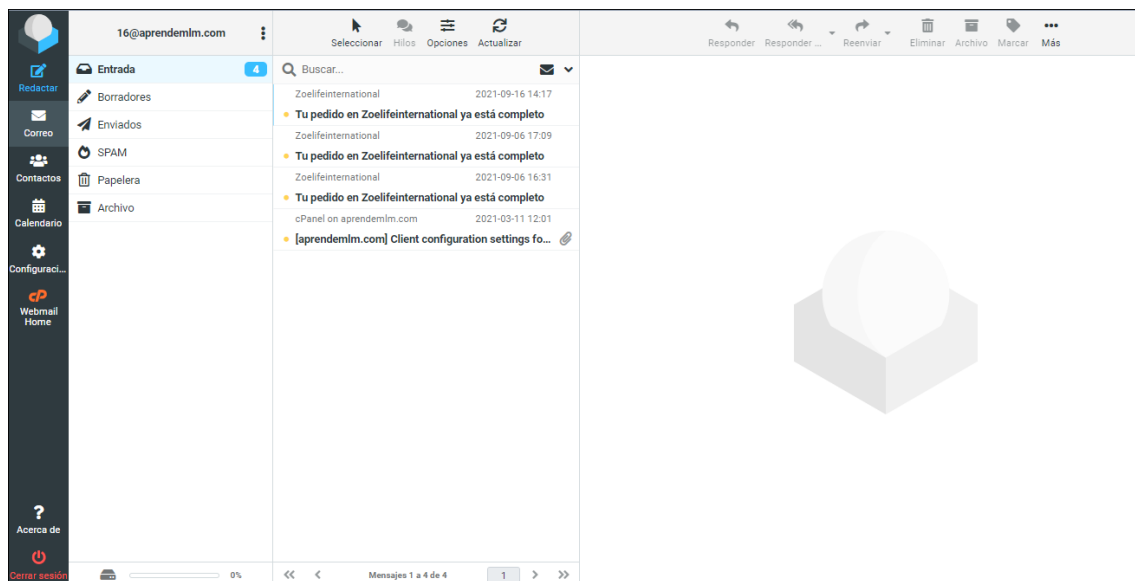 16@aprendemlm.com
Seleccionar Hilos Opciones Actualizar
Responder Responder ... Reenviar Eliminar Archivo Marcar Más
Redactar
Correo
Contactos
Calendario
Configuraci...
cP
Webmail
Home
Acerca de
Cerrar sesión
Entrada 4
Borradores
Enviados
SPAM
Papelera
Archivo
0%
Buscar...
Zoelifeinternational 2021-09-16 14:17
Tu pedido en Zoelifeinternational ya está completo
Zoelifeinternational 2021-09-06 17:09
Tu pedido en Zoelifeinternational ya está completo
Zoelifeinternational 2021-09-06 16:31
Tu pedido en Zoelifeinternational ya está completo
cPanel on aprendemlm.com 2021-03-11 12:01
[aprendemlm.com] Client configuration settings fo...
Mensajes 1 a 4 de 4 1